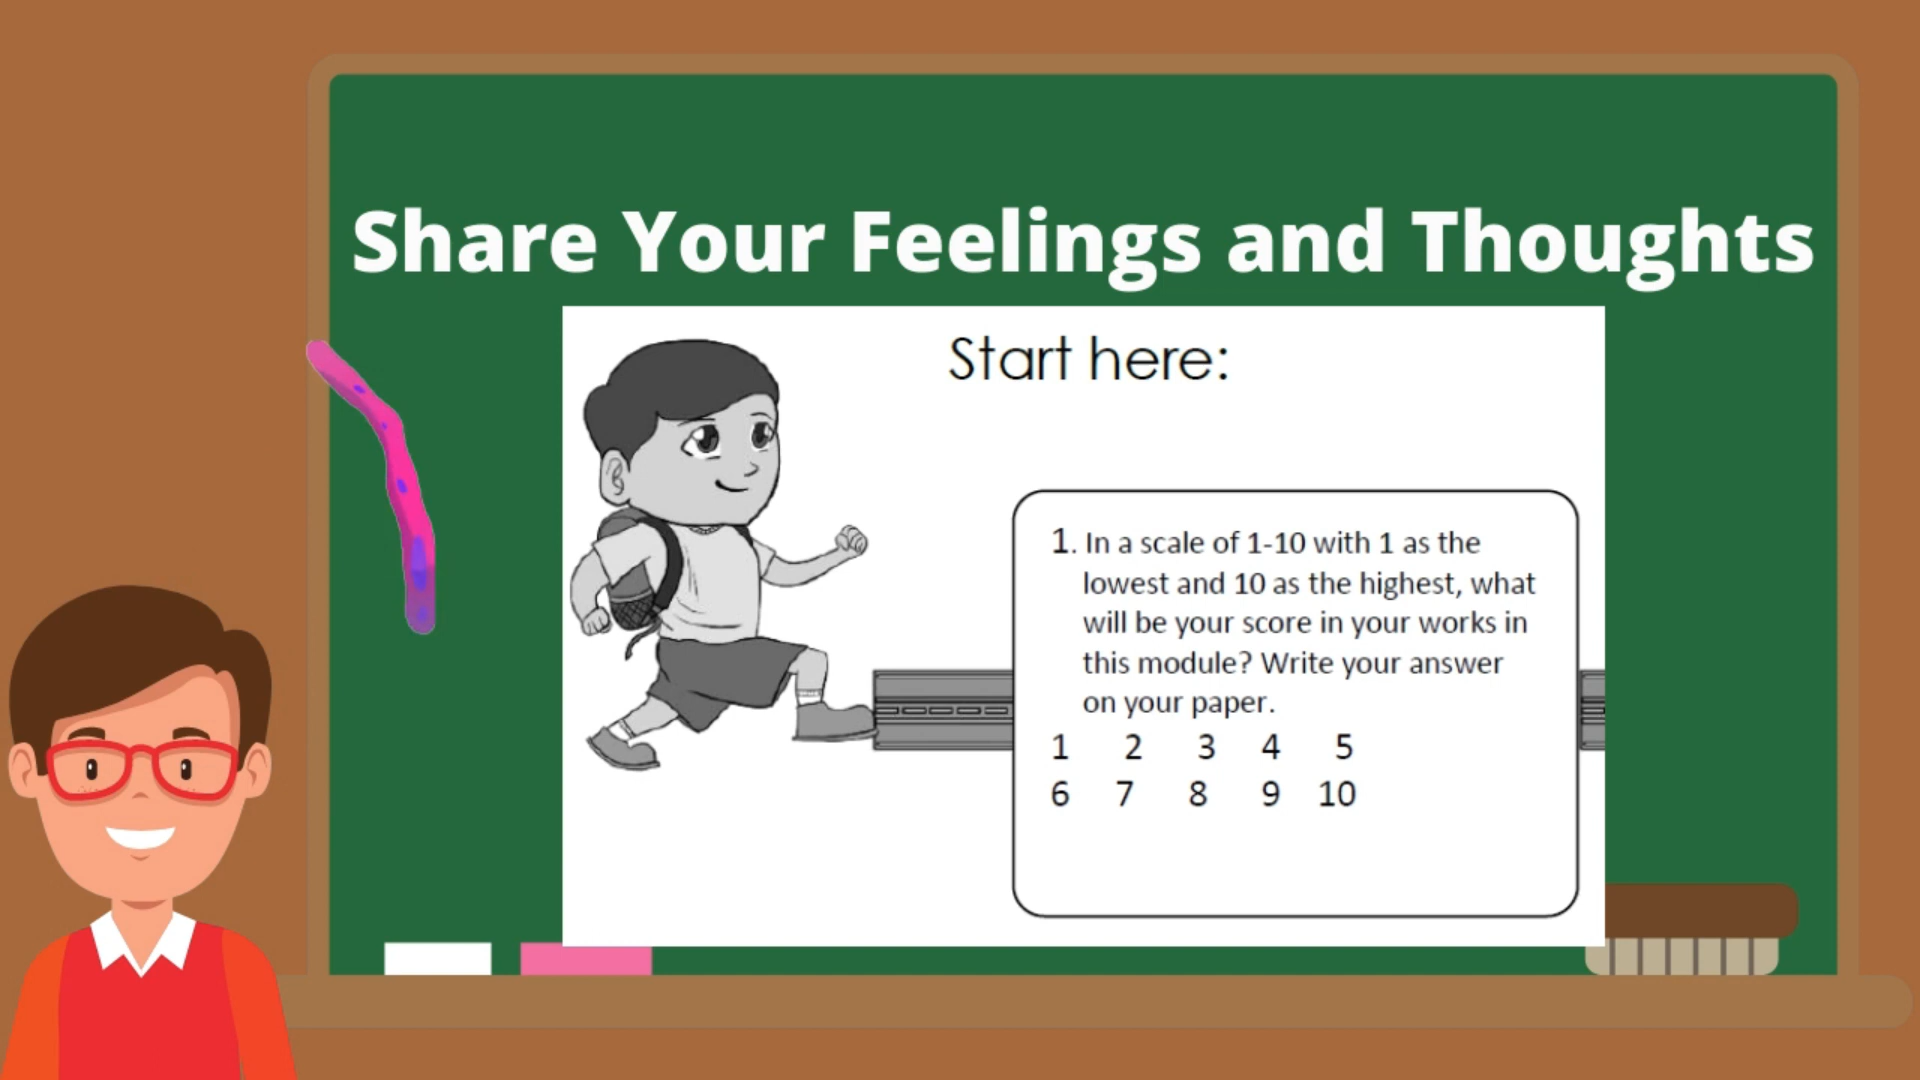 Share Your Feelings and Thoughts
Start here:
1. In a scale of 1-10 with 1 as the
lowest and 10 as the highest, what
will be your score in your works in
this module? Write your answer
on your paper.
1 2 3 4 5
6 7 8 9 10